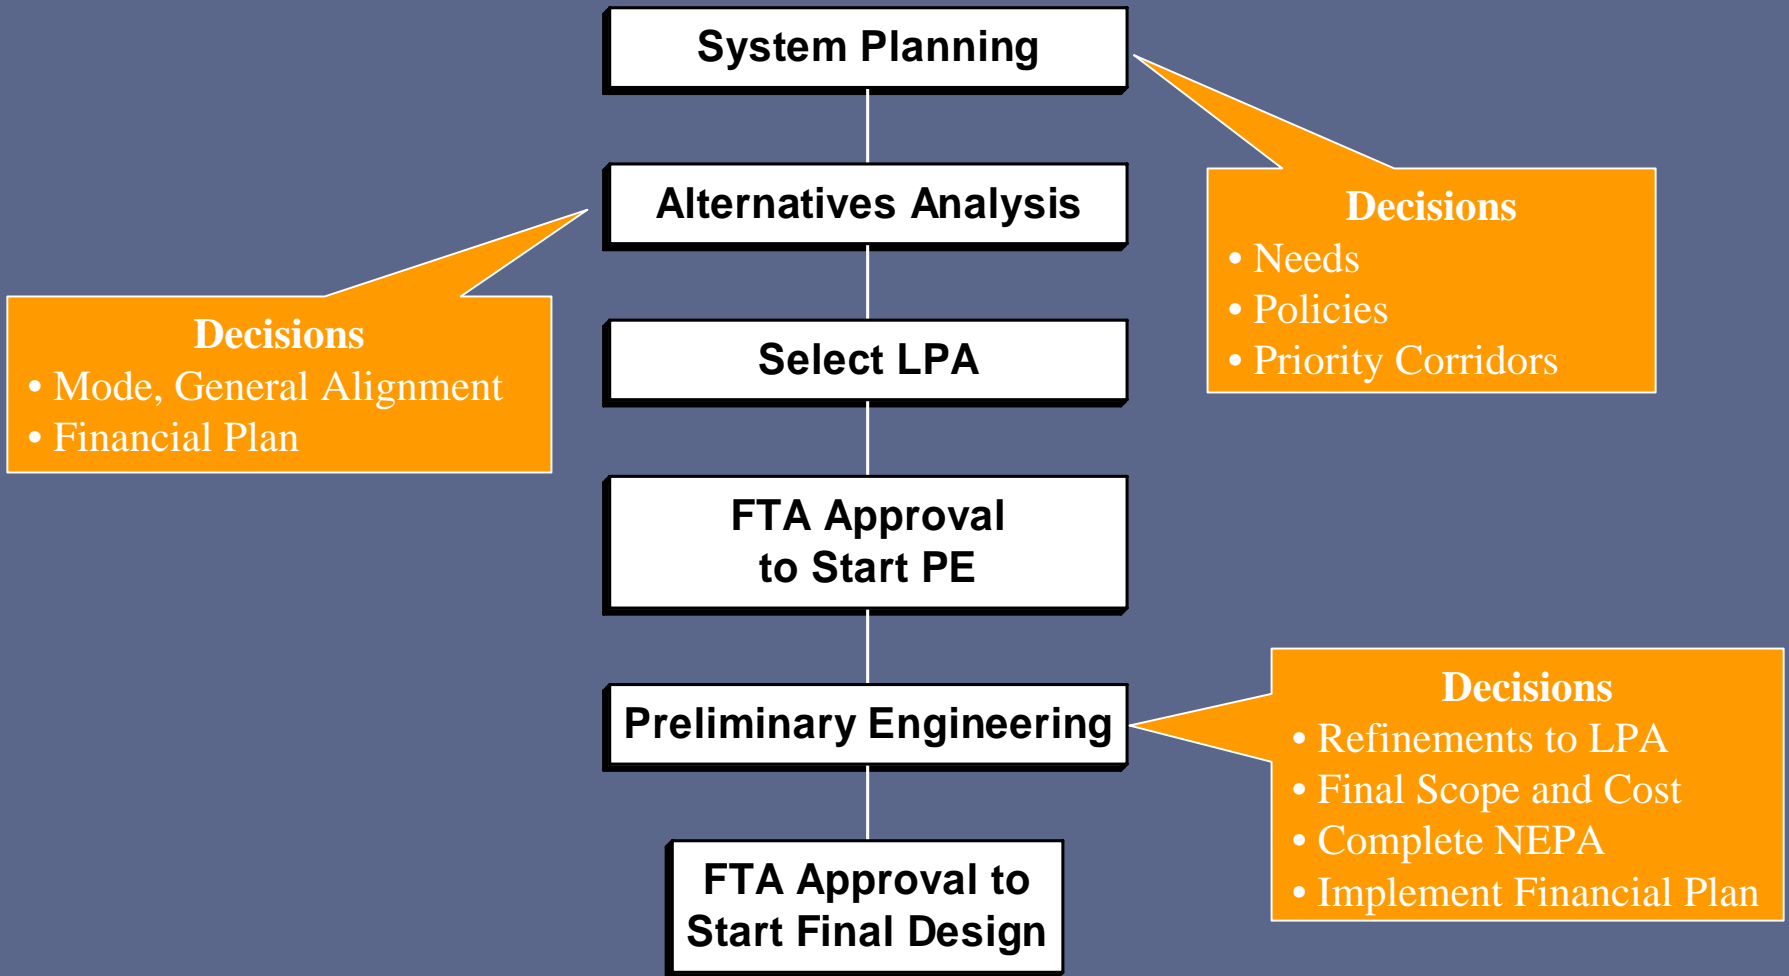 System Planning
Decisions
• Needs
• Policies
• Priority Corridors
Alternatives Analysis
Decisions
• Mode, General Alignment
• Financial Plan
Select LPA
FTA Approval
to Start PE
Preliminary Engineering
Decisions
• Refinements to LPA
• Final Scope and Cost
• Complete NEPA
• Implement Financial Plan
FTA Approval to
Start Final Design